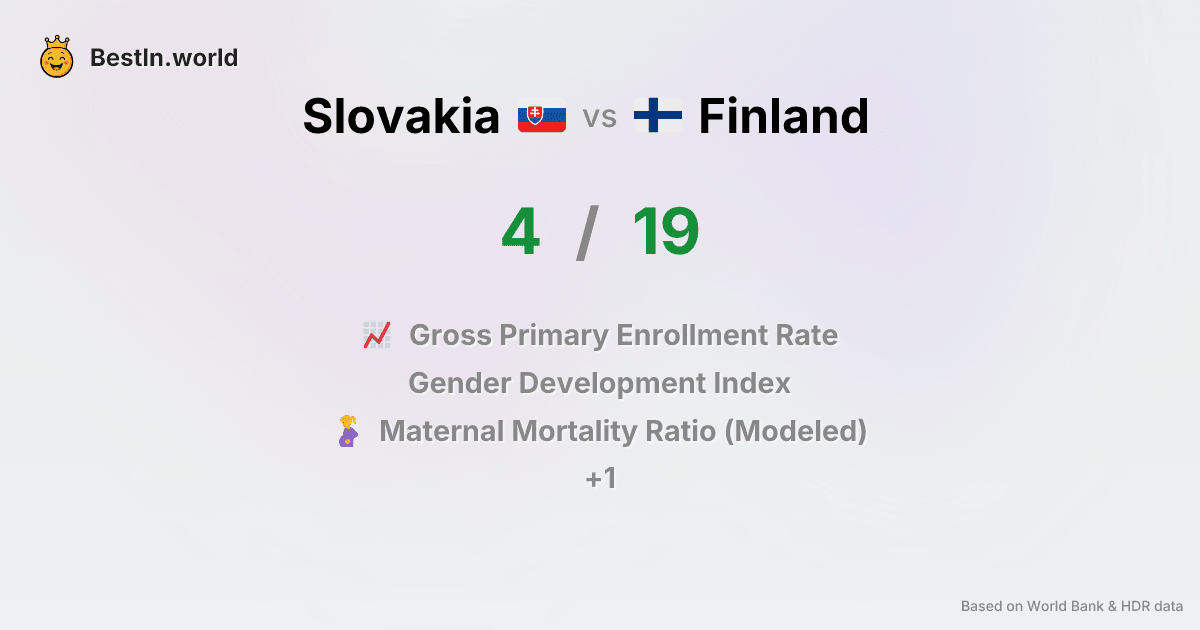 BestIn.world
Slovakia vs Finland
4 / 19
Gross Primary Enrollment Rate
Gender Development Index
Maternal Mortality Ratio (Modeled)
+1
Based on World Bank & HDR data